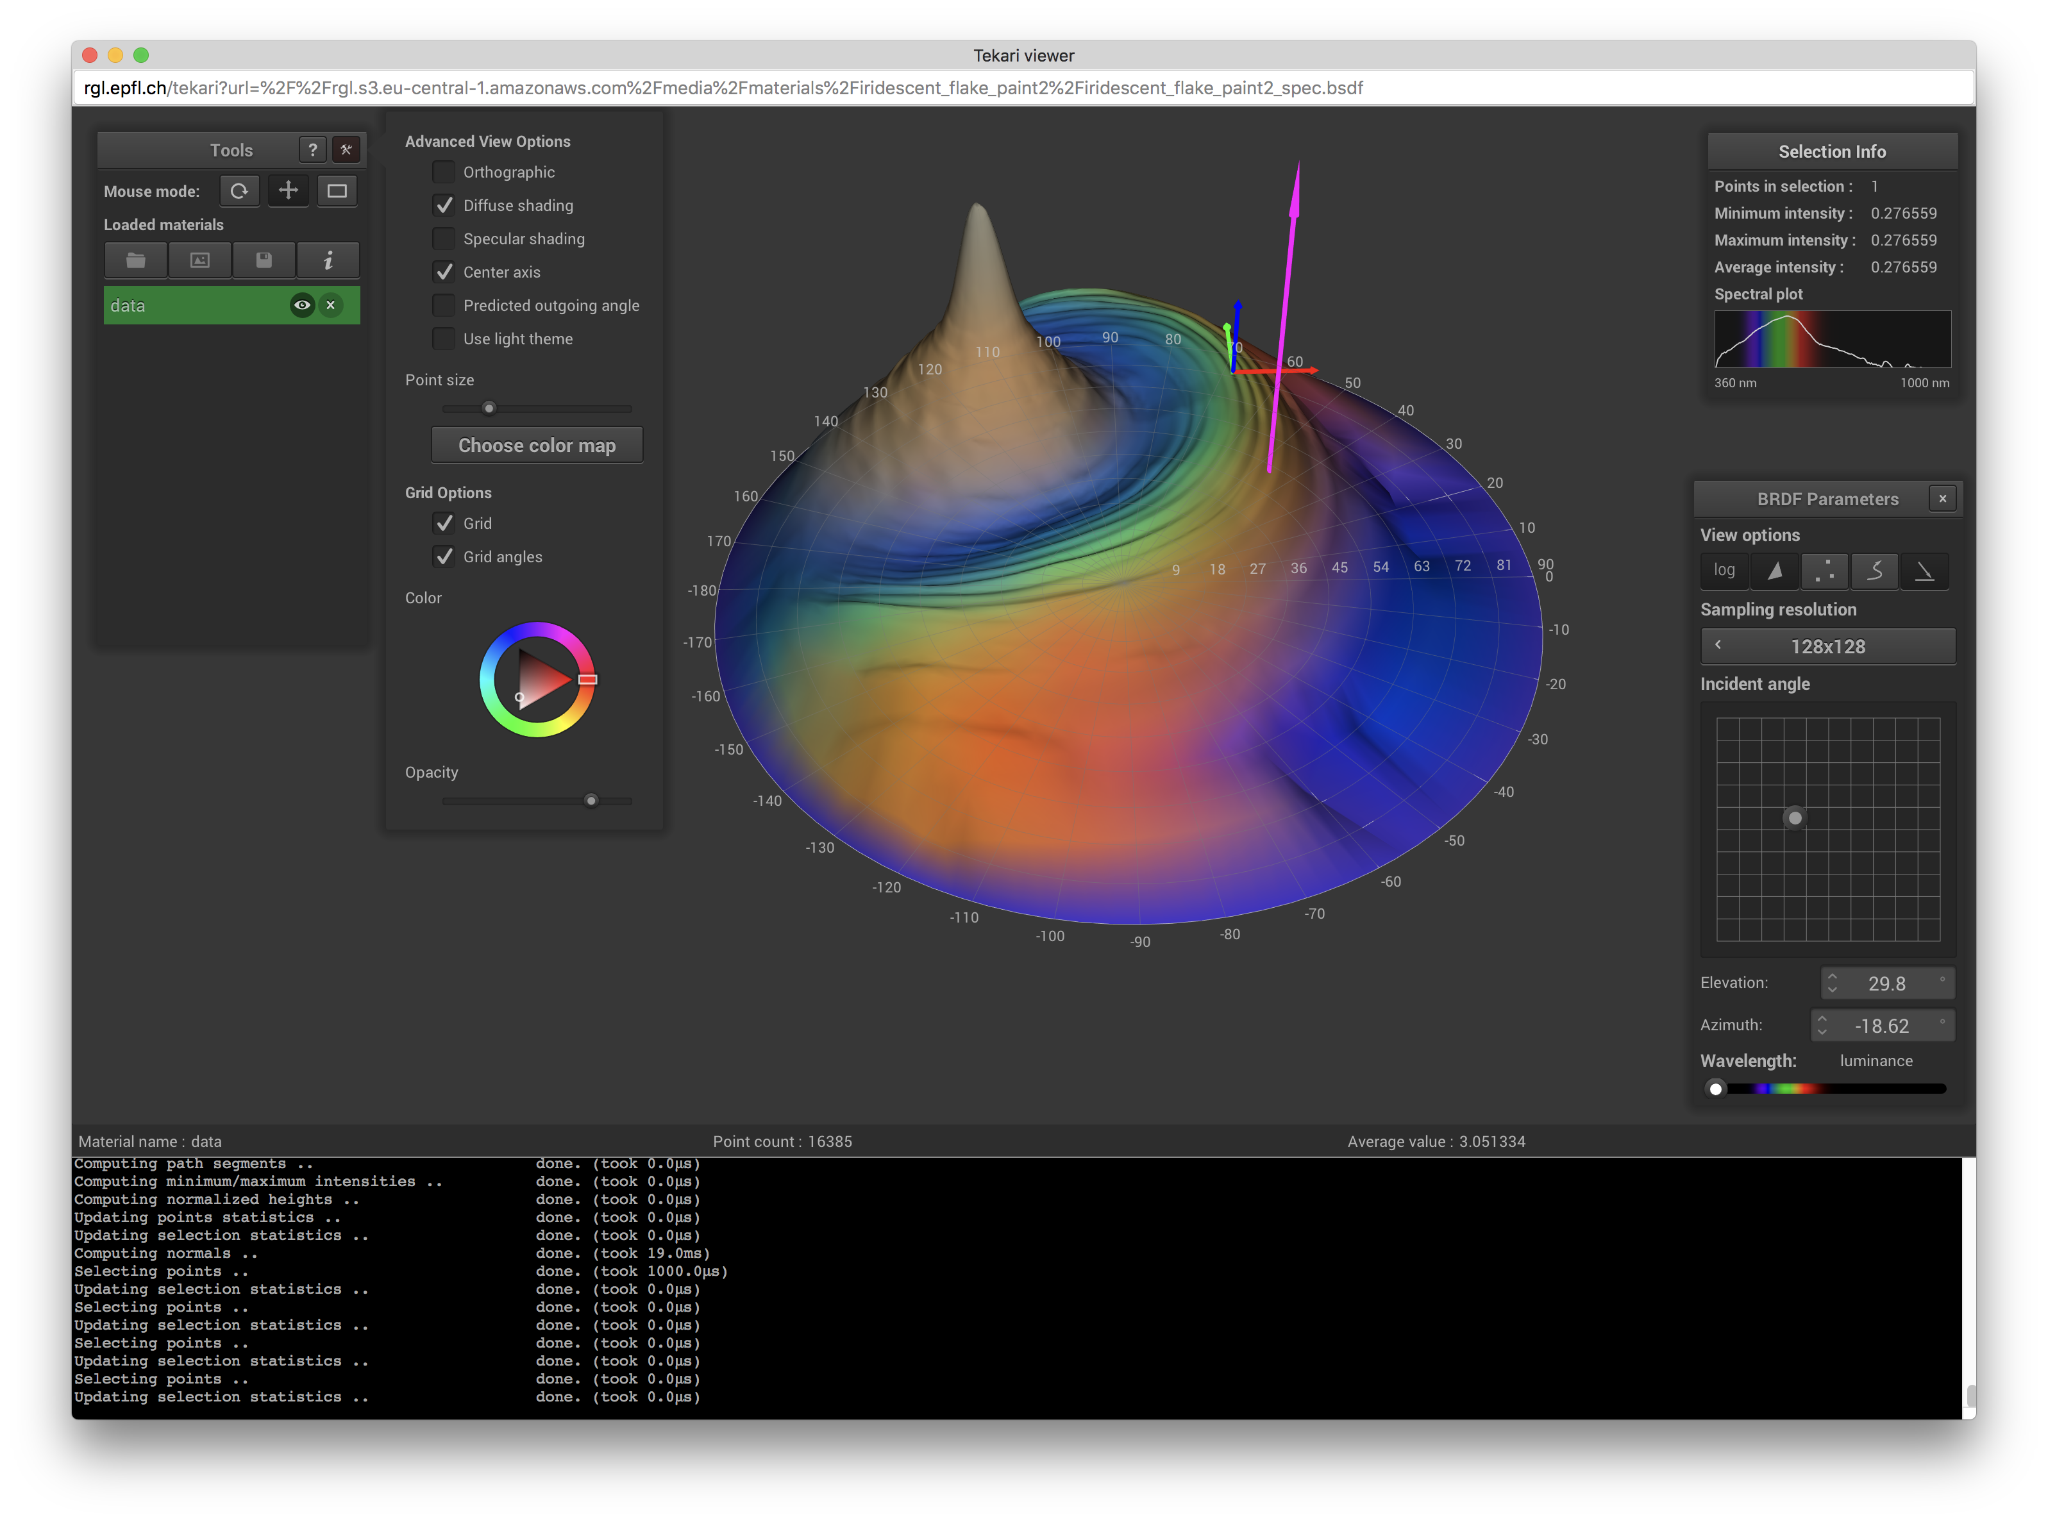 Tekari viewer
rgl.epfl.ch/tekari?url=%2F%2Frgl.s3.eu-central-1.amazonaws.com%2Fmedia%2Fmaterials%2Firidescent_flake_paint2%2Firidescent_flake_paint2_spec.bsdf
Tools
?
Mouse mode:
Loaded materials
i
data
Advanced View Options
Orthographic
Diffuse shading
Specular shading
Center axis
Predicted outgoing angle
Use light theme
Point size
Choose color map
Grid Options
Grid
Grid angles
Color
Opacity
110
100
90
80
60
50
40
30
20
10
0
120
130
140
150
160
170
-180
-170
-160
-150
-140
-130
-120
-110
-100
-90
-80
-70
-60
-50
-40
-30
-20
-10
9 18 27 36 45 54 63 72 81 90
Selection Info
Points in selection : 1
Minimum intensity : 0.276559
Maximum intensity : 0.276559
Average intensity : 0.276559
Spectral plot
360 nm 1000 nm
BRDF Parameters
View options
log
Sampling resolution
128x128
Incident angle
Elevation: 29.8 °
Azimuth: -18.62 °
Wavelength: luminance
Material name : data Point count : 16385 Average value : 3.051334
Computing path segments .. done. (took 0.0µs)
Computing minimum/maximum intensities .. done. (took 0.0µs)
Computing normalized heights .. done. (took 0.0µs)
Updating points statistics .. done. (took 0.0µs)
Updating selection statistics .. done. (took 0.0µs)
Computing normals .. done. (took 19.0ms)
Selecting points .. done. (took 1000.0µs)
Updating selection statistics .. done. (took 0.0µs)
Selecting points .. done. (took 0.0µs)
Updating selection statistics .. done. (took 0.0µs)
Selecting points .. done. (took 0.0µs)
Updating selection statistics .. done. (took 0.0µs)
Selecting points .. done. (took 0.0µs)
Updating selection statistics .. done. (took 0.0µs)